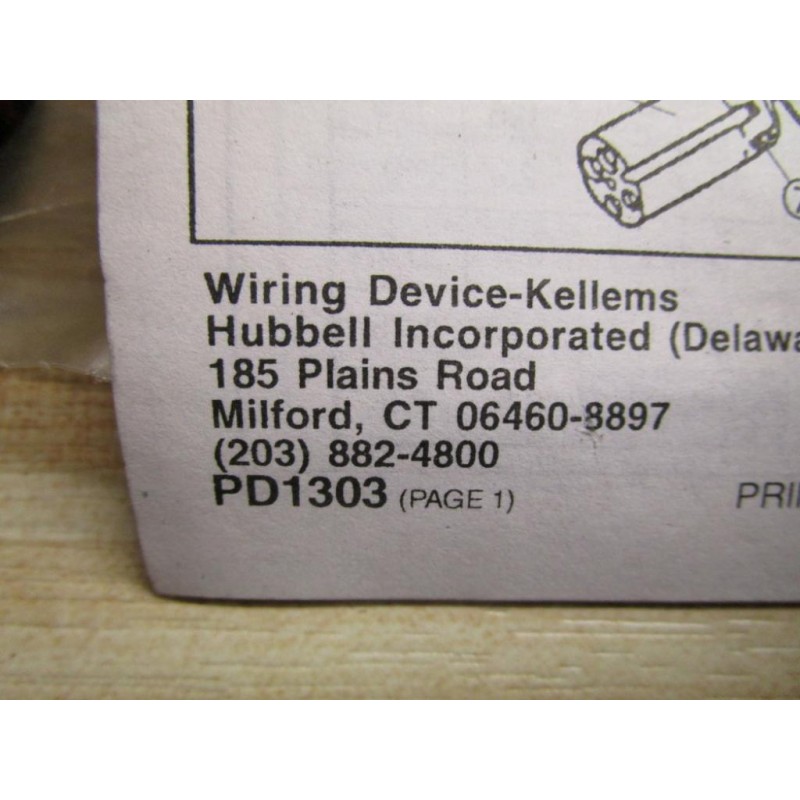 7
Wiring Device-Kellems
Hubbell Incorporated (Delawa
185 Plains Road
Milford, CT 06460-8897
(203) 882-4800
PD1303 (PAGE 1)
PRI